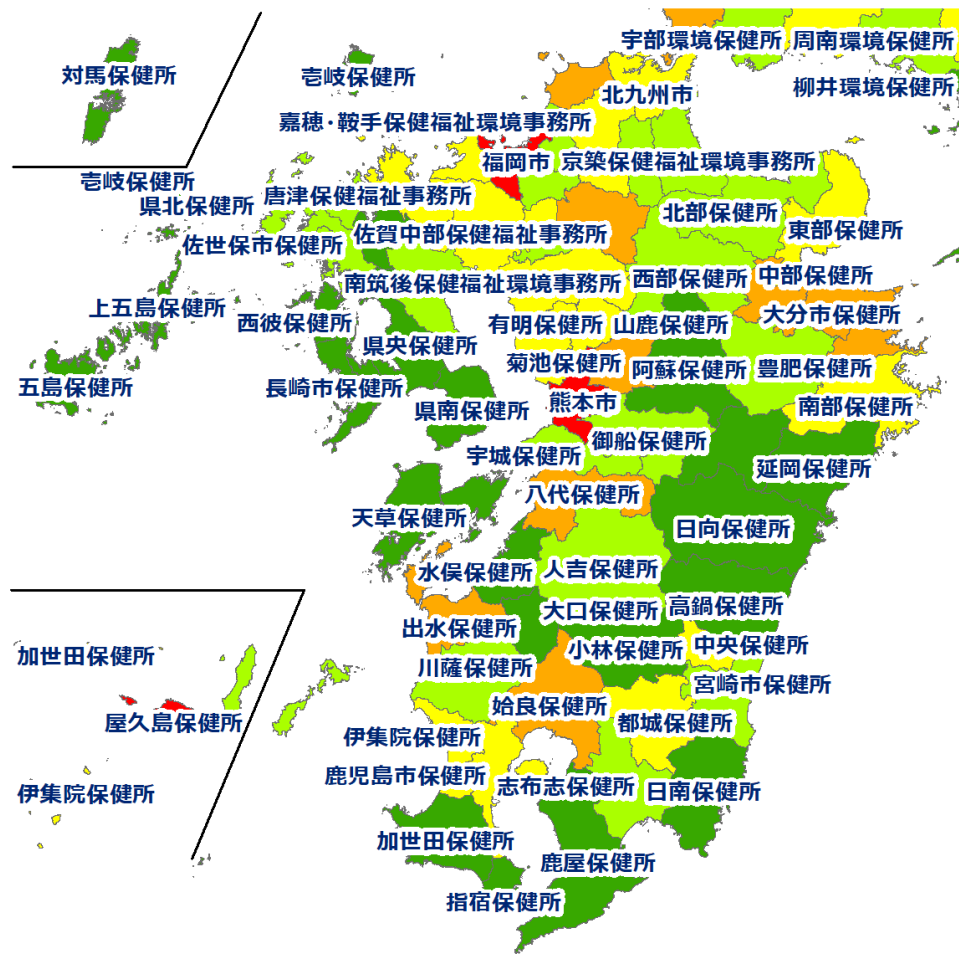 宇部環境保健所
周南環境保健所
対馬保健所
壱岐保健所
柳井環境保健所
北九州市
嘉穂･鞍手保健福祉環境事務所
福岡市
京築保健福祉環境事務所
壱岐保健所
唐津保健福祉事務所
県北保健所
北部保健所
東部保健所
佐世保市保健所
佐賀中部保健福祉事務所
南筑後保健福祉環境事務所
西部保健所
中部保健所
上五島保健所
西彼保健所
有明保健所
山鹿保健所
大分市保健所
県央保健所
菊池保健所
阿蘇保健所
豊肥保健所
五島保健所
長崎市保健所
県南保健所
熊本市
南部保健所
御船保健所
宇城保健所
延岡保健所
八代保健所
天草保健所
日向保健所
水俣保健所
人吉保健所
大口保健所
高鍋保健所
出水保健所
小林保健所
中央保健所
加世田保健所
川薩保健所
宮崎市保健所
姶良保健所
屋久島保健所
都城保健所
伊集院保健所
鹿児島市保健所
志布志保健所
日南保健所
伊集院保健所
加世田保健所
鹿屋保健所
指宿保健所